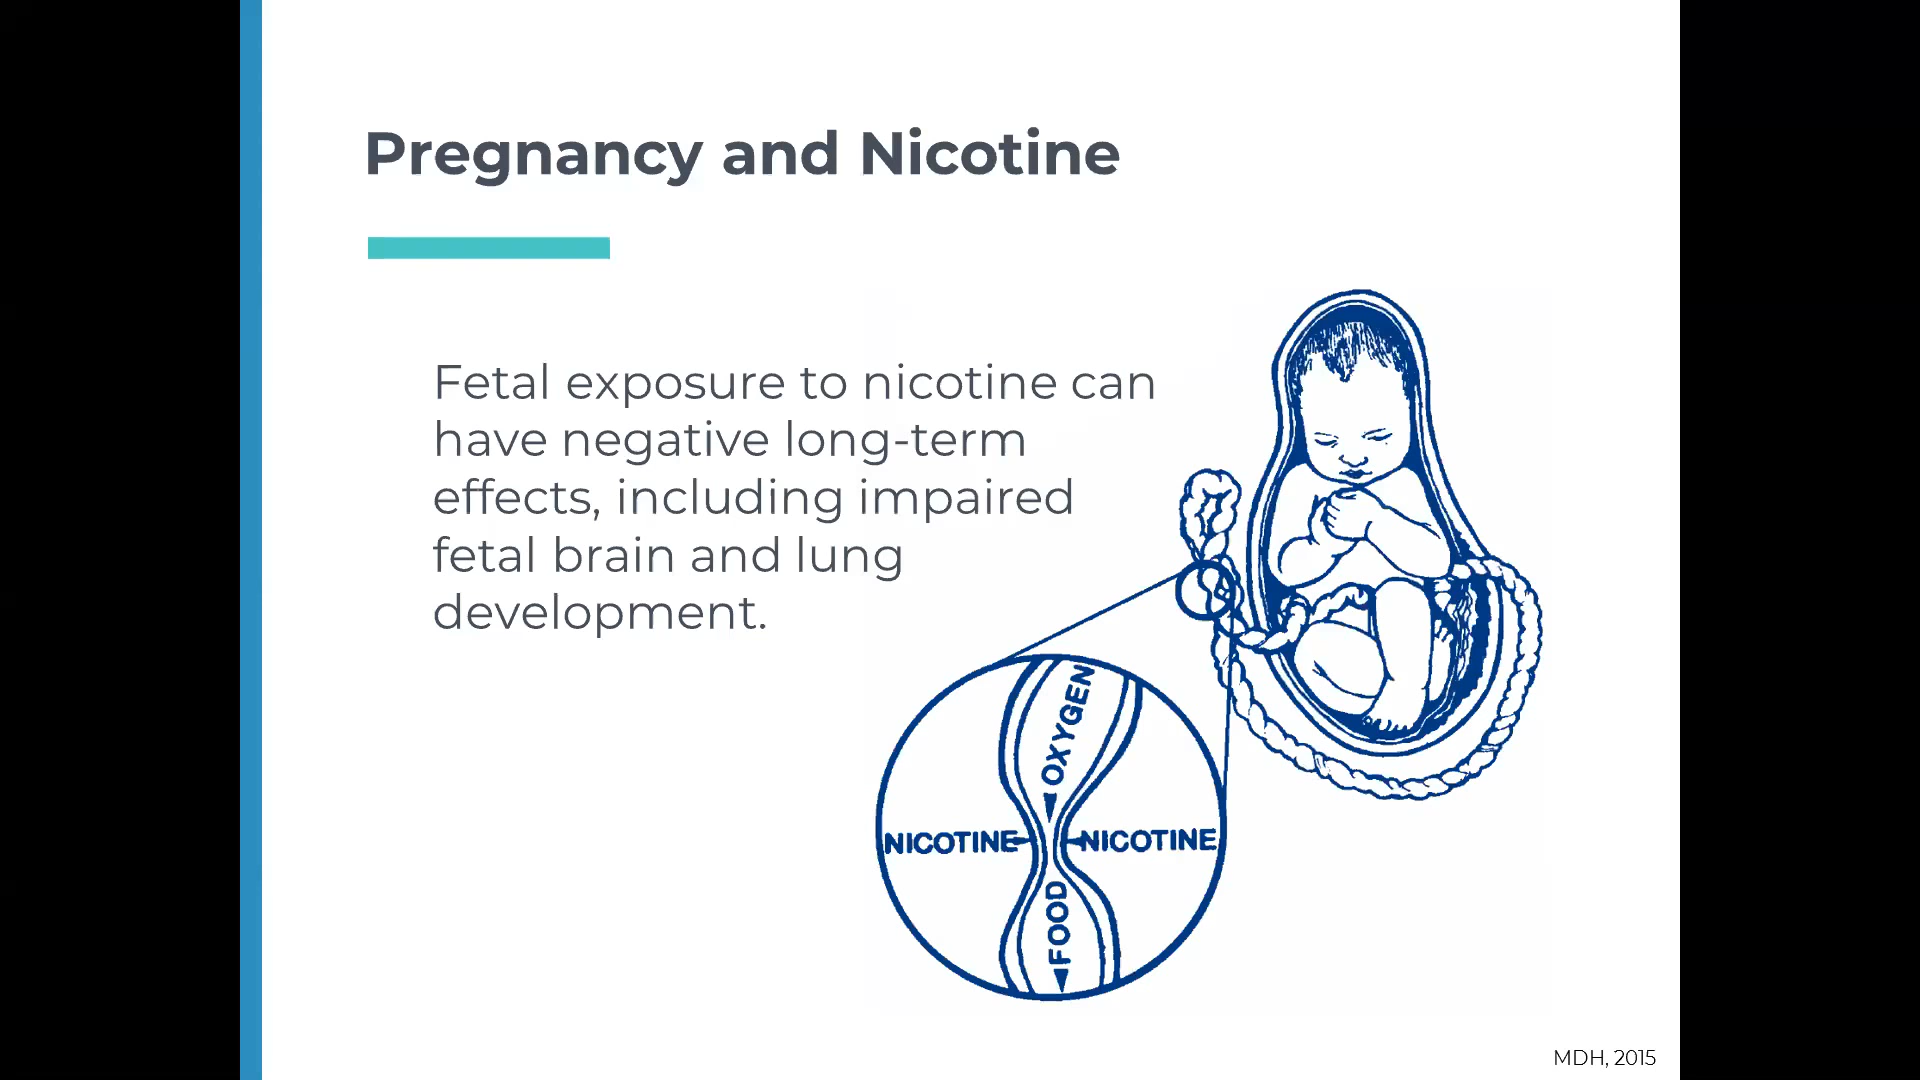 Pregnancy and Nicotine
Fetal exposure to nicotine can
have negative long-term
effects, including impaired
fetal brain and lung
development.
OXYGEN
NICOTINE
NICOTINE
FOOD
MDH, 2015